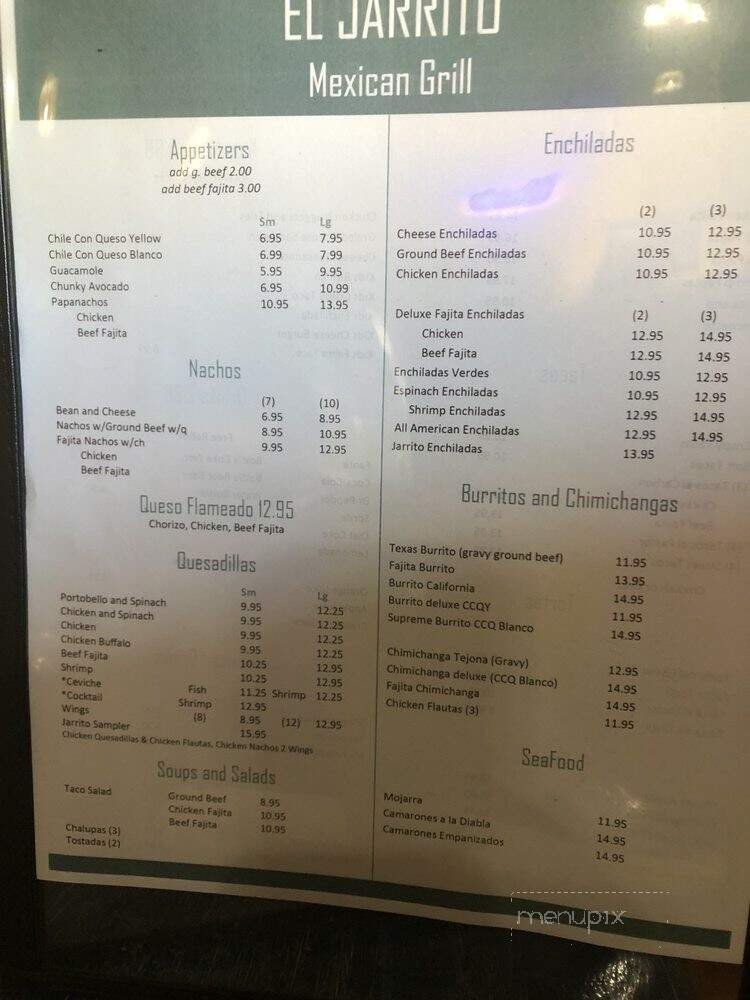 EL JARRITO
Mexican Grill
Appetizers
add g. beef 2.00
add beef fajita 3.00
Sm Lg
Chile Con Queso Yellow 6.95 7.95
Chile Con Queso Blanco 6.99 7.99
Guacamole 5.95 9.95
Chunky Avocado 6.95 10.99
Papanachos 10.95 13.95
Chicken
Beef Fajita
Nachos
(7) (10)
Bean and Cheese 6.95 8.95
Nachos w/Ground Beef w/q 8.95 10.95
Fajita Nachos w/ch 9.95 12.95
Chicken
Beef Fajita
Queso Flameado 12.95
Chorizo, Chicken, Beef Fajita
Quesadillas
Sm Lg
Portobello and Spinach 9.95 12.25
Chicken and Spinach 9.95 12.25
Chicken 9.95 12.25
Chicken Buffalo 9.95 12.25
Beef Fajita 10.25 12.95
Shrimp 10.25 12.95
*Ceviche Fish 11.25 Shrimp 12.25
*Cocktail Shrimp 12.95
Wings (8) 8.95 (12) 12.95
Jarrito Sampler 15.95
Chicken Quesadillas & Chicken Flautas, Chicken Nachos 2 Wings
Soups and Salads
Taco Salad Ground Beef 8.95
Chicken Fajita 10.95
Beef Fajita 10.95
Chalupas (3)
Tostadas (2)
Enchiladas
(2) (3)
Cheese Enchiladas 10.95 12.95
Ground Beef Enchiladas 10.95 12.95
Chicken Enchiladas 10.95 12.95
Deluxe Fajita Enchiladas (2) (3)
Chicken 12.95 14.95
Beef Fajita 12.95 14.95
Enchiladas Verdes 10.95 12.95
Espinach Enchiladas 10.95 12.95
Shrimp Enchiladas 12.95 14.95
All American Enchiladas 12.95 14.95
Jarrito Enchiladas 13.95
Burritos and Chimichangas
Texas Burrito (gravy ground beef) 11.95
Fajita Burrito 13.95
Burrito California 14.95
Burrito deluxe CCQY 11.95
Supreme Burrito CCQ Blanco 14.95
Chimichanga Tejona (Gravy) 12.95
Chimichanga deluxe (CCQ Blanco) 14.95
Fajita Chimichanga 14.95
Chicken Flautas (3) 11.95
SeaFood
Mojarra 11.95
Camarones a la Diabla 14.95
Camarones Empanizados 14.95
menupix